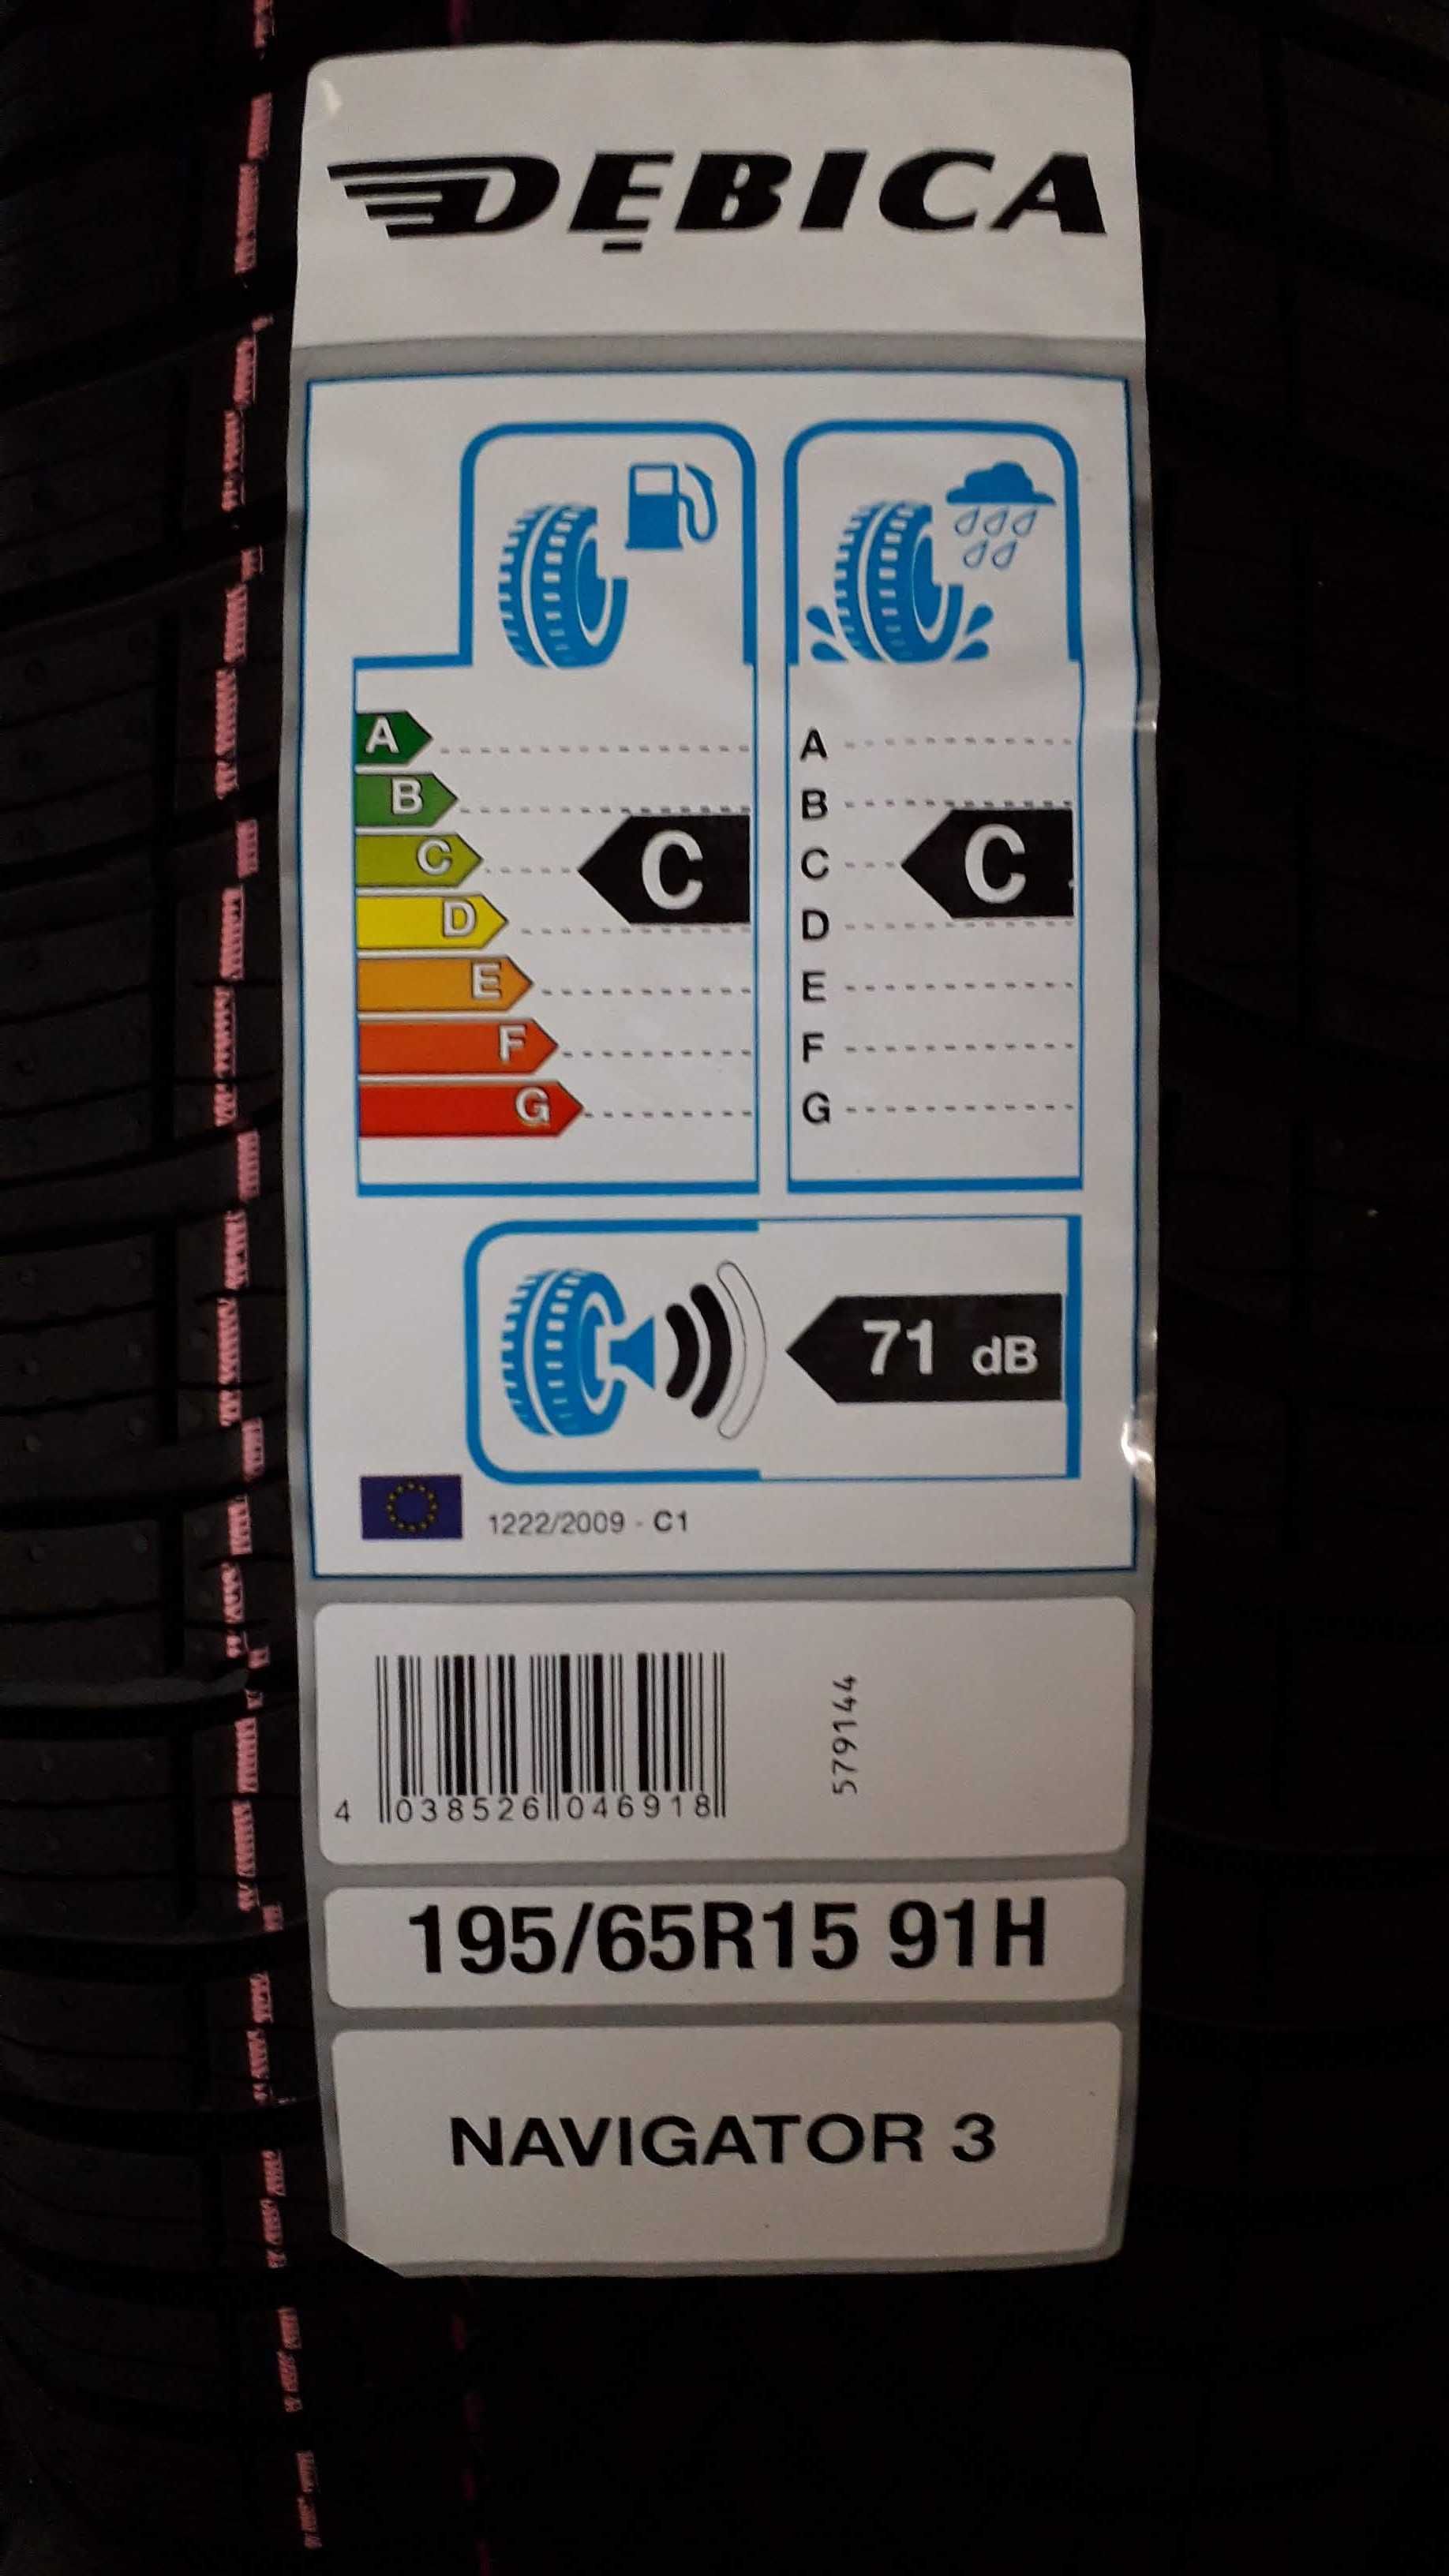 DĘBICA
A
B
C
D
E
F
G
C
A
B
C
D
E
F
G
C
71 dB
1222/2009 - C1
4 038526 046918
579144
195/65R15 91H
NAVIGATOR 3